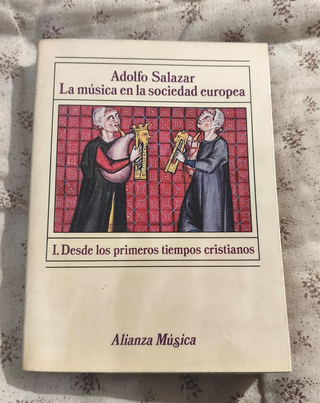 Adolfo Salazar
La música en la sociedad europea
I. Desde los primeros tiempos cristianos
Alianza Música